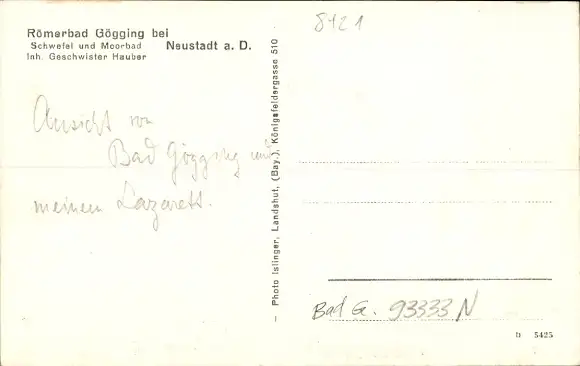 Römerbad Gögging bei
Schwefel und Moorbad Neustadt a. D.
Inh. Geschwister Hauber
8421
Ansicht von
Bad Gögging und
meinem Lazarett.
— Photo Islinger, Landshut, (Bay.), Königsfeldergasse 510
Bad G. 93333 N
b 5425